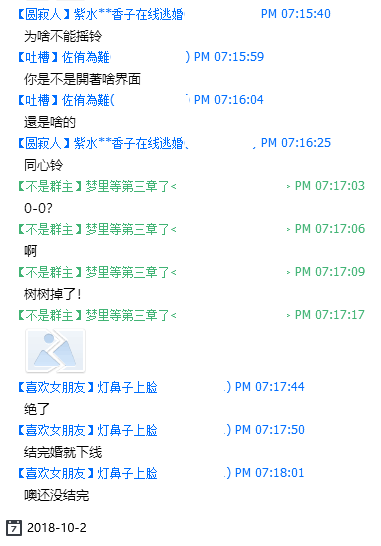 【圆寂人】紫水**香子在线逃婚 PM 07:15:40
为啥不能摇铃
【吐槽】佐侑為難 ) PM 07:15:59
你是不是開著啥界面
【吐槽】佐侑為難( ) PM 07:16:04
還是啥的
【圆寂人】紫水**香子在线逃婚 PM 07:16:25
同心铃
【不是群主】梦里等第三章了< > PM 07:17:03
0-0?
【不是群主】梦里等第三章了< > PM 07:17:06
啊
【不是群主】梦里等第三章了< > PM 07:17:09
树树掉了!
【不是群主】梦里等第三章了< > PM 07:17:17
【喜欢女朋友】灯鼻子上脸 ) PM 07:17:44
绝了
【喜欢女朋友】灯鼻子上脸 ) PM 07:17:50
结完婚就下线
【喜欢女朋友】灯鼻子上脸 ) PM 07:18:01
噢还没结完
7 2018-10-2